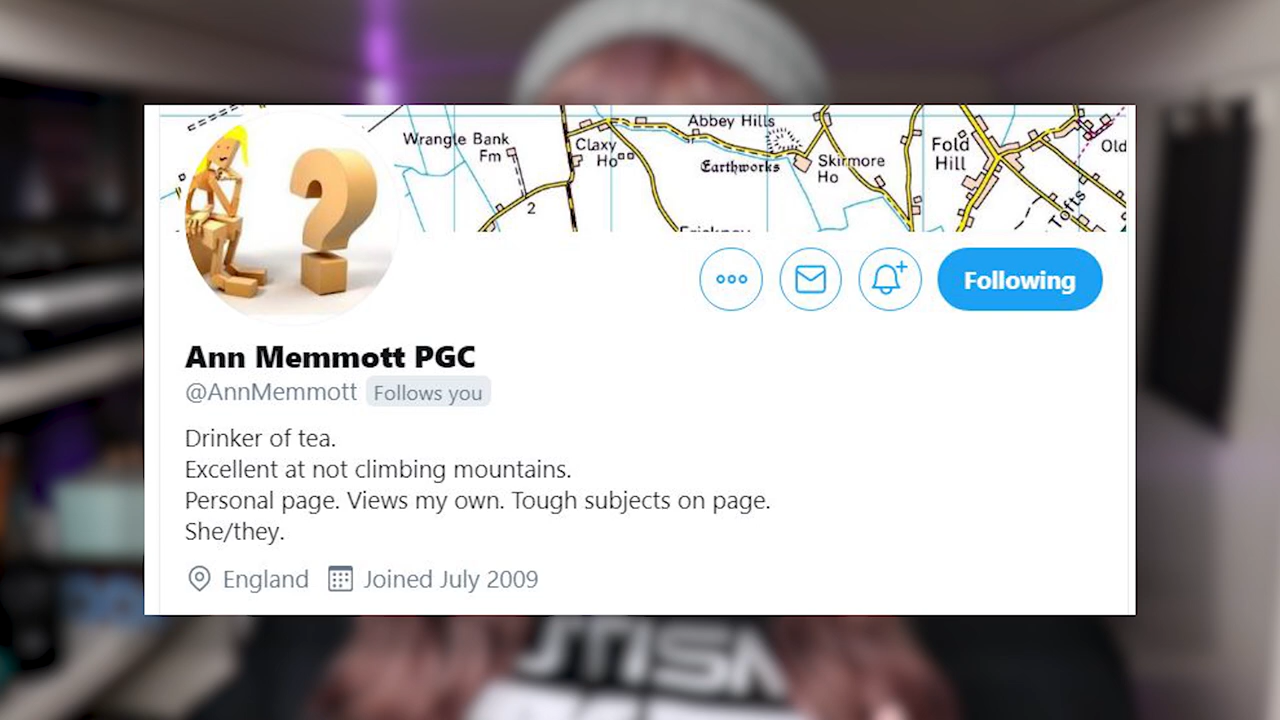 Wrangle Bank
Fm
Claxy
Ho
Abbey Hills
Earthworks
Skirmore
Ho
Fold
Hill
Old
Tofts
2
?
Following
Ann Memmott PGC
@AnnMemmott Follows you
Drinker of tea.
Excellent at not climbing mountains.
Personal page. Views my own. Tough subjects on page.
She/they.
England Joined July 2009